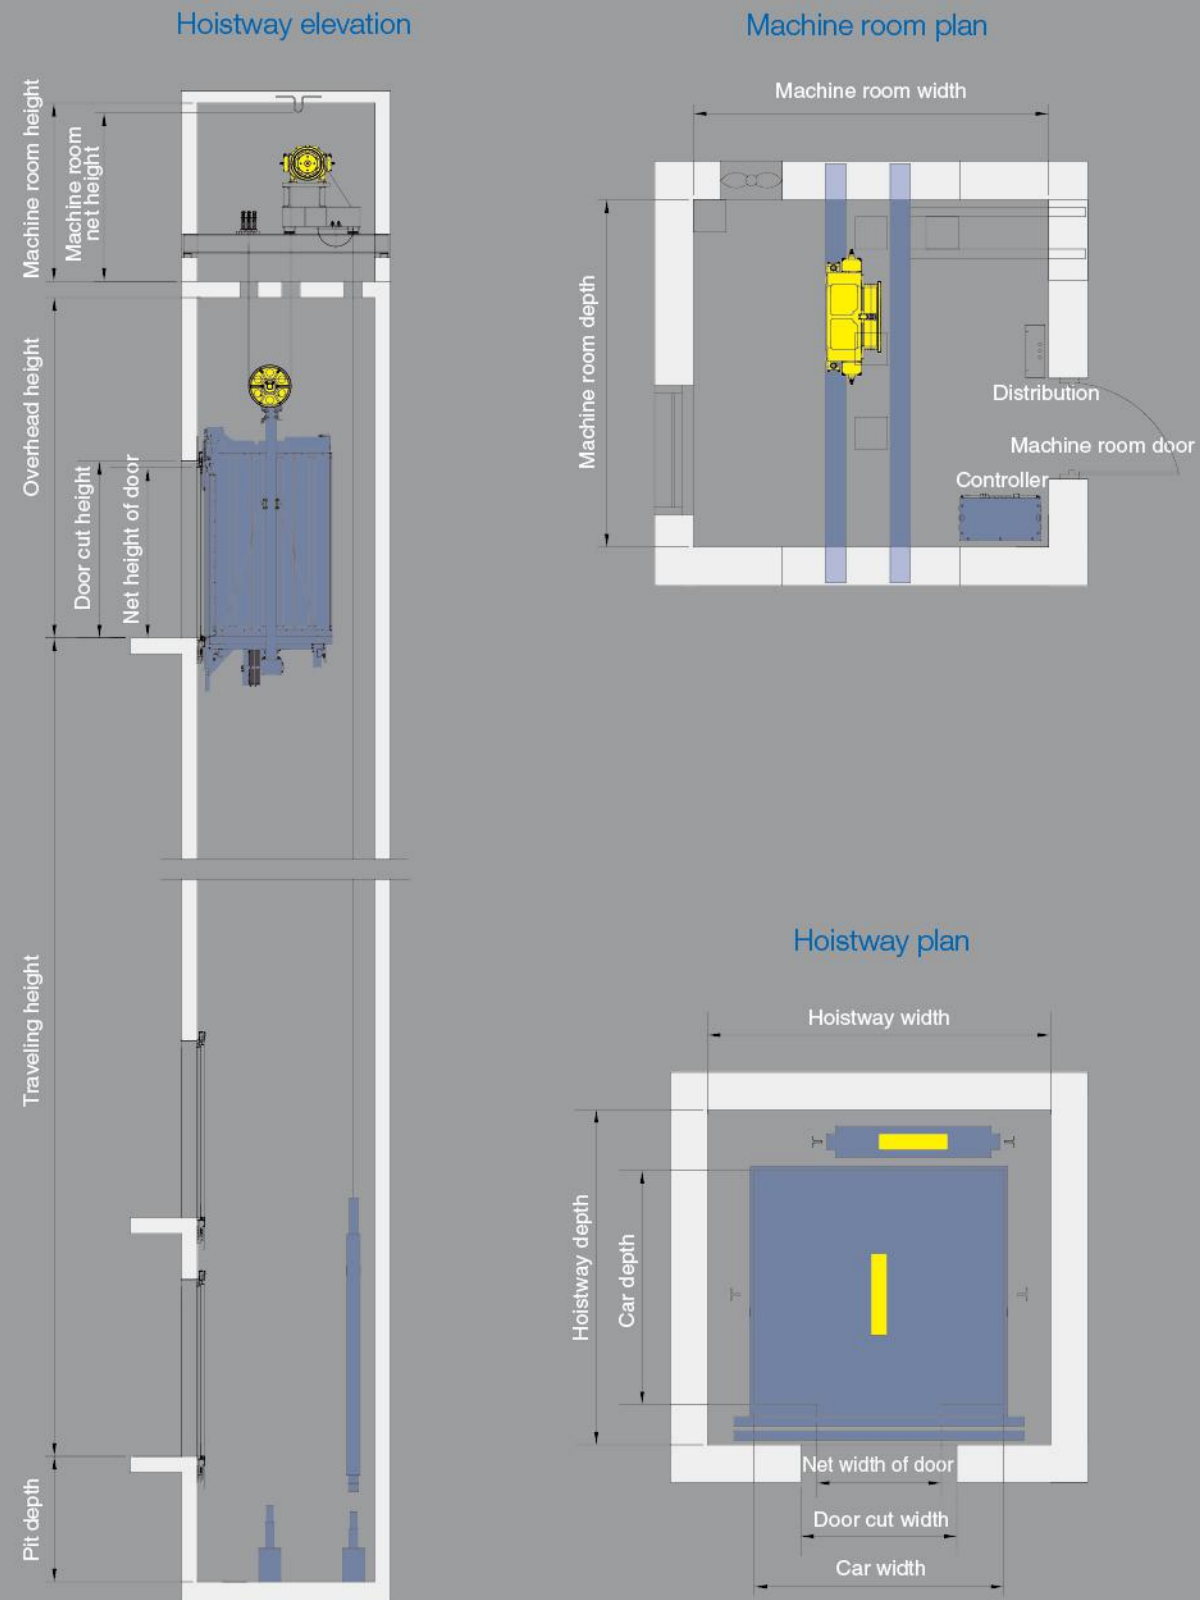 Hoistway elevation
Machine room height
Machine room
net height
Overhead height
Door cut height
Net height of door
Traveling height
Pit depth
Machine room plan
Machine room width
Machine room depth
Distribution
Machine room door
Controller
Hoistway plan
Hoistway width
Hoistway depth
Car depth
Net width of door
Door cut width
Car width